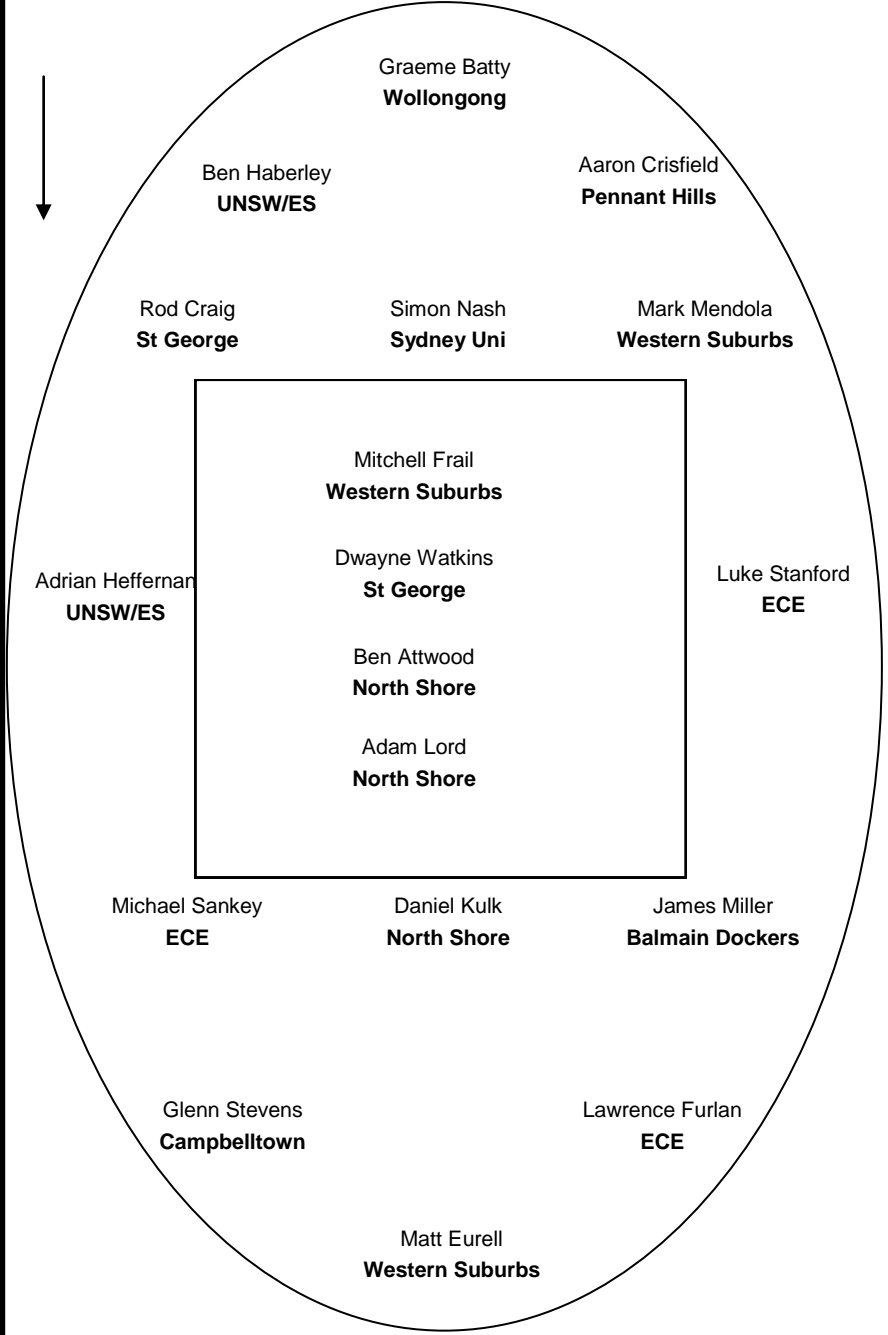 Graeme Batty
Wollongong
Ben Haberley
UNSW/ES
Aaron Crisfield
Pennant Hills
Rod Craig
St George
Simon Nash
Sydney Uni
Mark Mendola
Western Suburbs
Mitchell Frail
Western Suburbs
Adrian Heffernan
UNSW/ES
Dwayne Watkins
St George
Luke Stanford
ECE
Ben Attwood
North Shore
Adam Lord
North Shore
Michael Sankey
ECE
Daniel Kulk
North Shore
James Miller
Balmain Dockers
Glenn Stevens
Campbelltown
Lawrence Furlan
ECE
Matt Eurell
Western Suburbs